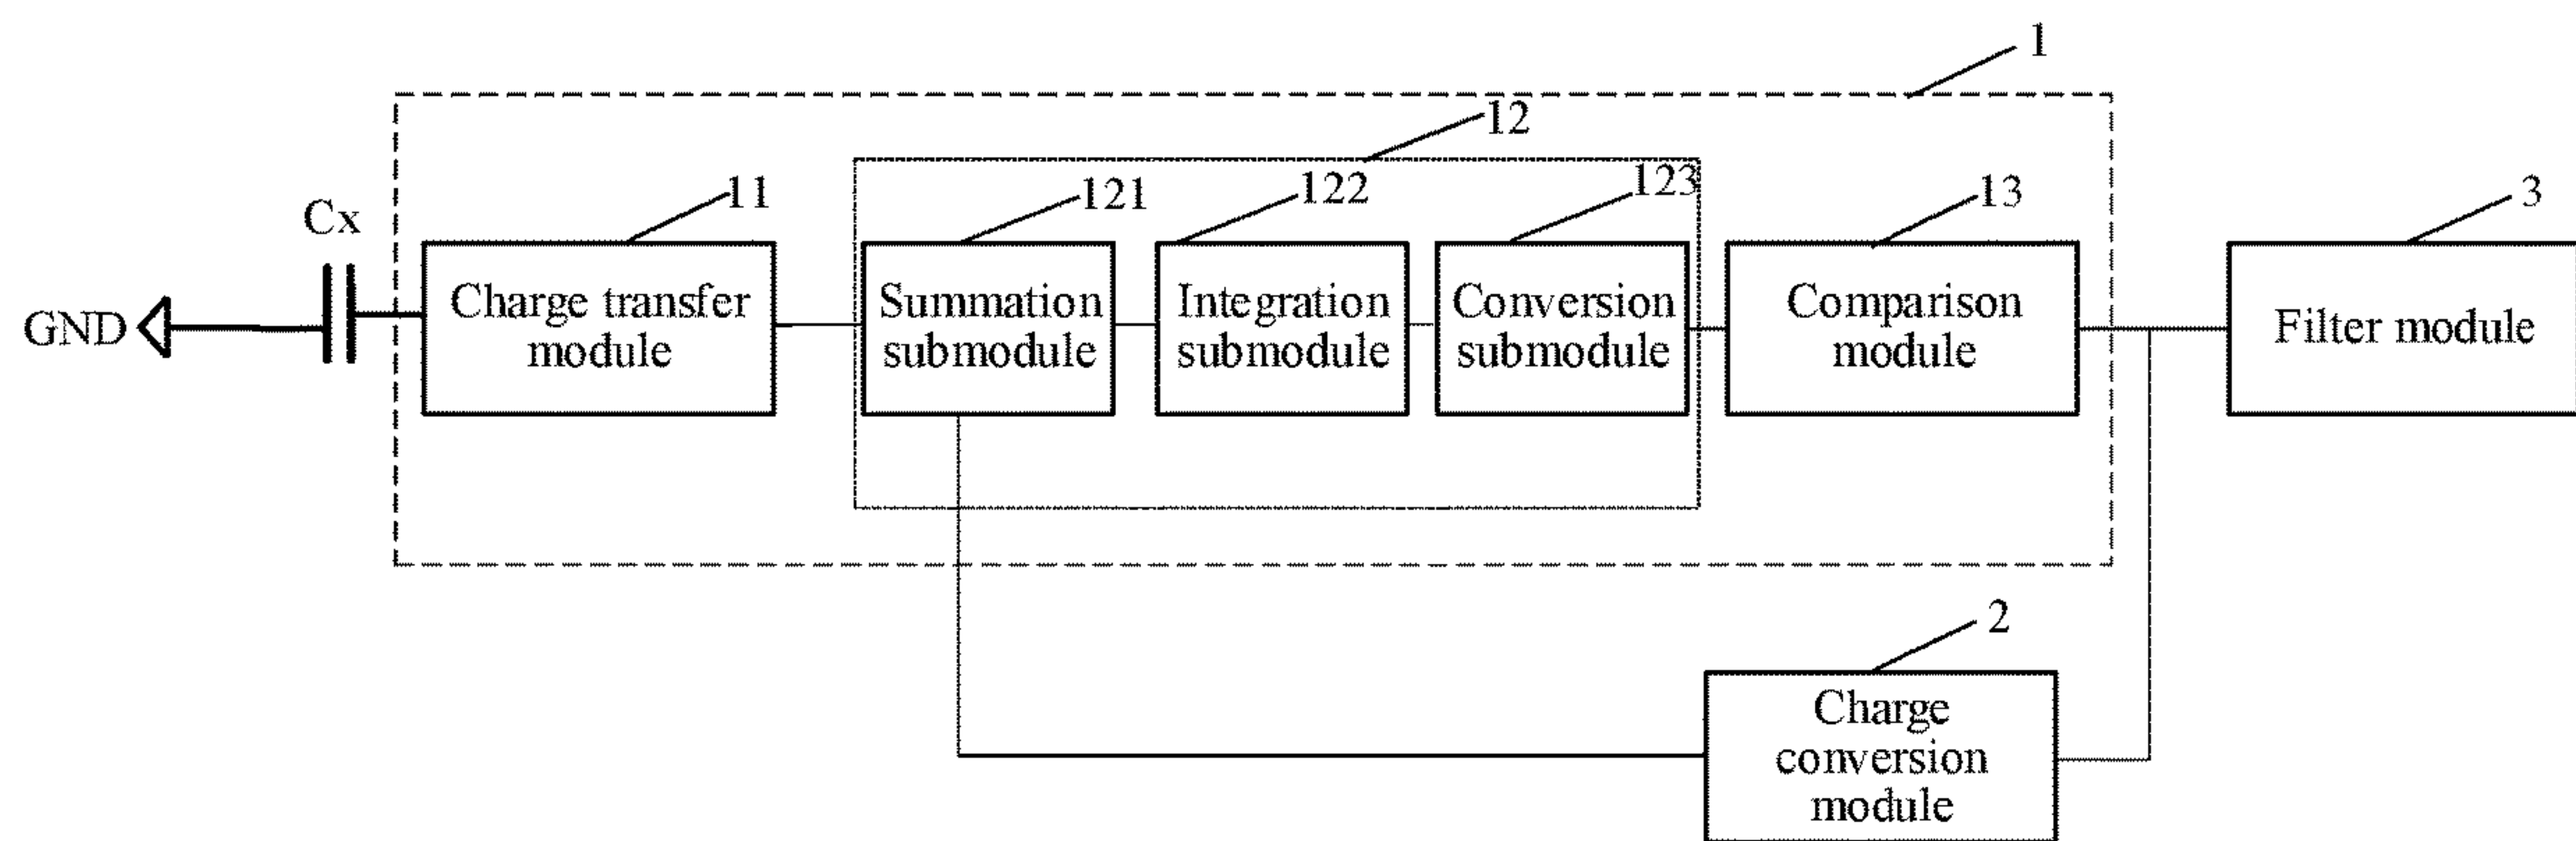 1
12
11
121
122
123
13
3
Cx
GND
Charge transfer
module
Summation
submodule
Integration
submodule
Conversion
submodule
Comparison
module
Filter module
2
Charge
conversion
module